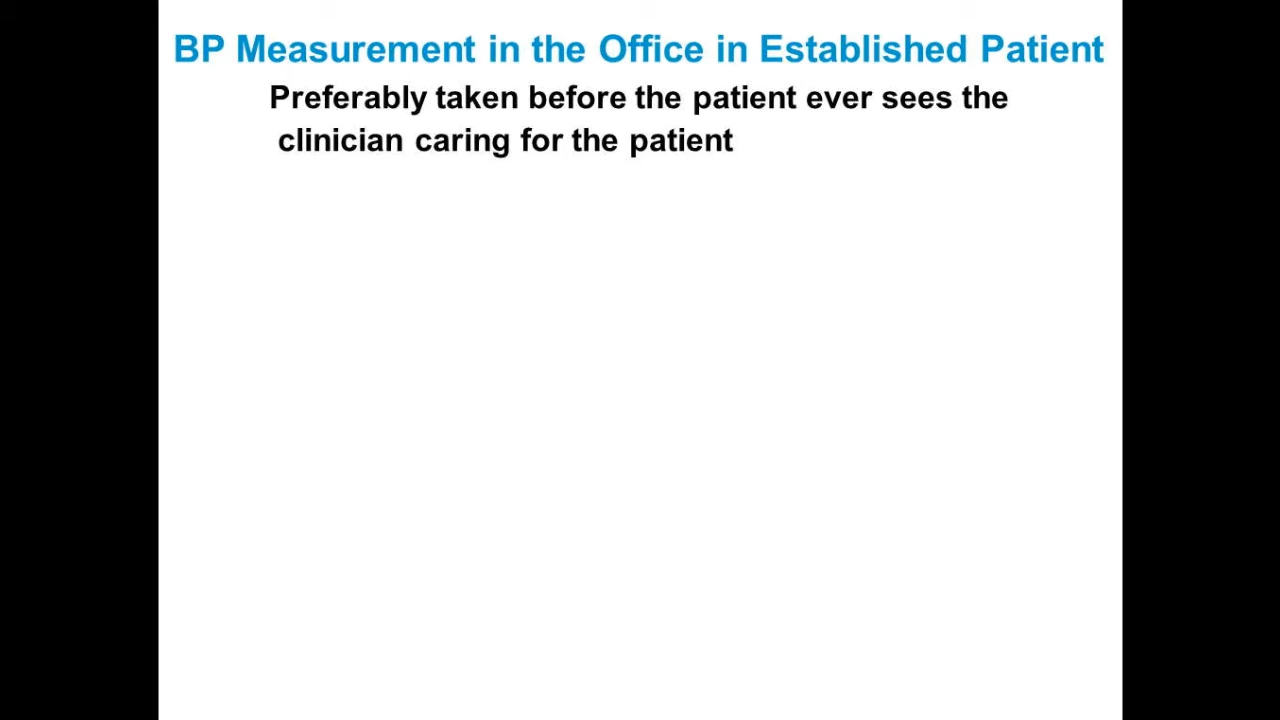 BP Measurement in the Office in Established Patient
Preferably taken before the patient ever sees the
clinician caring for the patient